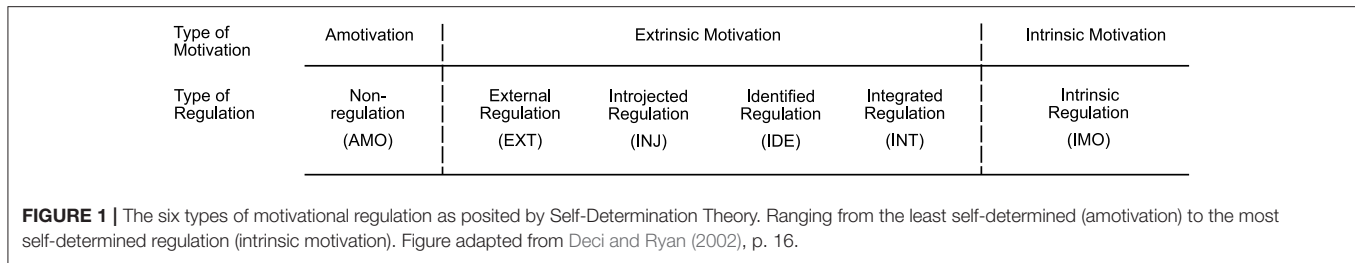 Type of Motivation Amotivation Extrinsic Motivation Intrinsic Motivation
Type of Regulation Non-regulation (AMO) External Regulation (EXT) Introjected Regulation (INJ) Identified Regulation (IDE) Integrated Regulation (INT) Intrinsic Regulation (IMO)
FIGURE 1 | The six types of motivational regulation as posited by Self-Determination Theory. Ranging from the least self-determined (amotivation) to the most
self-determined regulation (intrinsic motivation). Figure adapted from Deci and Ryan (2002), p. 16.